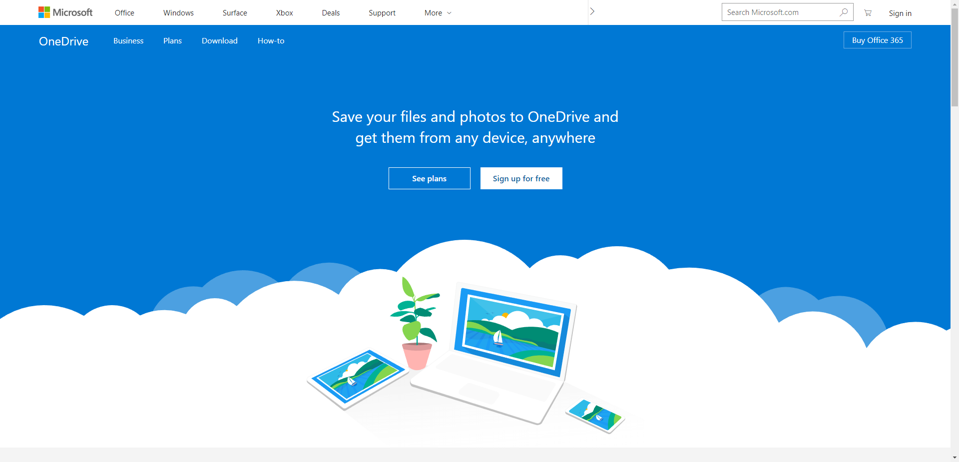 Microsoft Office Windows Surface Xbox Deals Support More Search Microsoft.com Sign in
OneDrive Business Plans Download How-to Buy Office 365
Save your files and photos to OneDrive and
get them from any device, anywhere
See plans Sign up for free